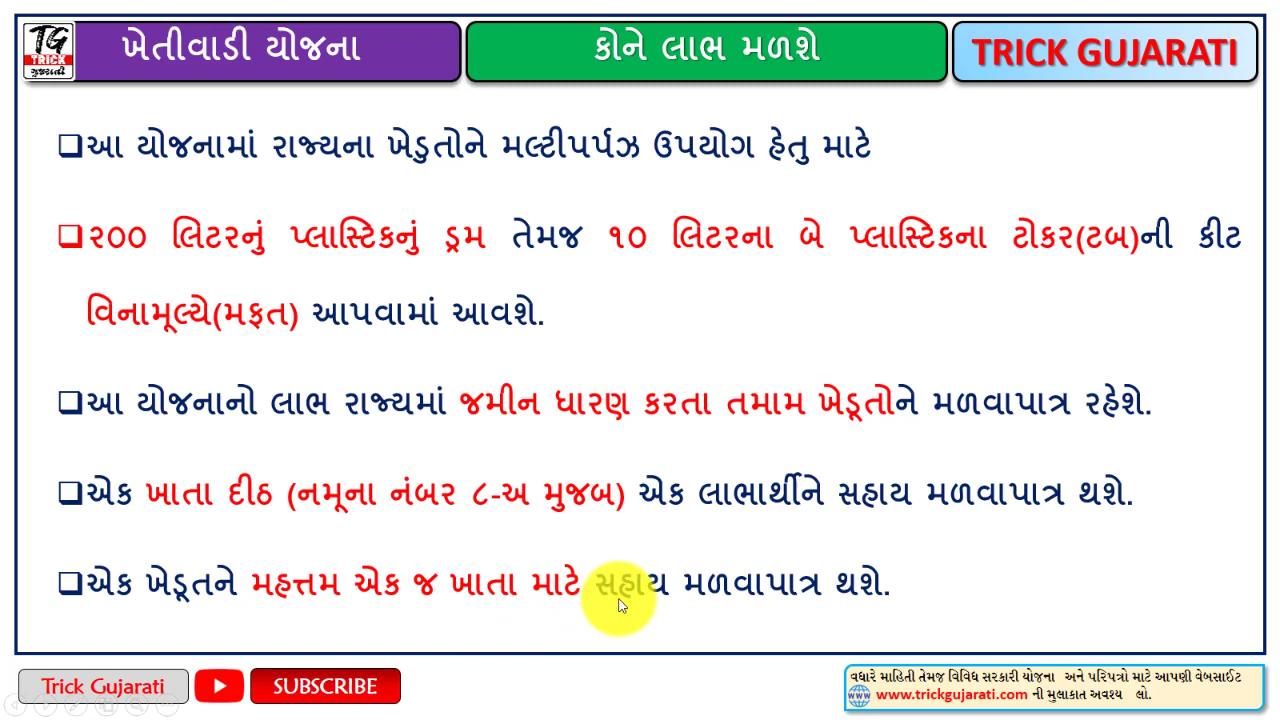 TG TRICK ગુજરાતી
ખેતીવાડી યોજના
કોને લાભ મળશે
TRICK GUJARATI
આ યોજનામાં રાજ્યના ખેડુતોને મલ્ટીપર્પઝ ઉપયોગ હેતુ માટે
૨૦૦ લિટરનું પ્લાસ્ટિકનું ડ્રમ તેમજ ૧૦ લિટરના બે પ્લાસ્ટિકના ટોકર(ટબ)ની કીટ
વિનામૂલ્યે(મફત) આપવામાં આવશે.
આ યોજનાનો લાભ રાજ્યમાં જમીન ધારણ કરતા તમામ ખેડૂતોને મળવાપાત્ર રહેશે.
એક ખાતા દીઠ (નમૂના નંબર ૮-અ મુજબ) એક લાભાર્થીને સહાય મળવાપાત્ર થશે.
એક ખેડૂતને મહત્તમ એક જ ખાતા માટે સહાય મળવાપાત્ર થશે.
Trick Gujarati
SUBSCRIBE
વધારે માહિતી તેમજ વિવિધ સરકારી યોજના અને પરિપત્રો માટે આપણી વેબસાઈટ
www.trickgujarati.com ની મુલાકાત અવશ્ય લો.